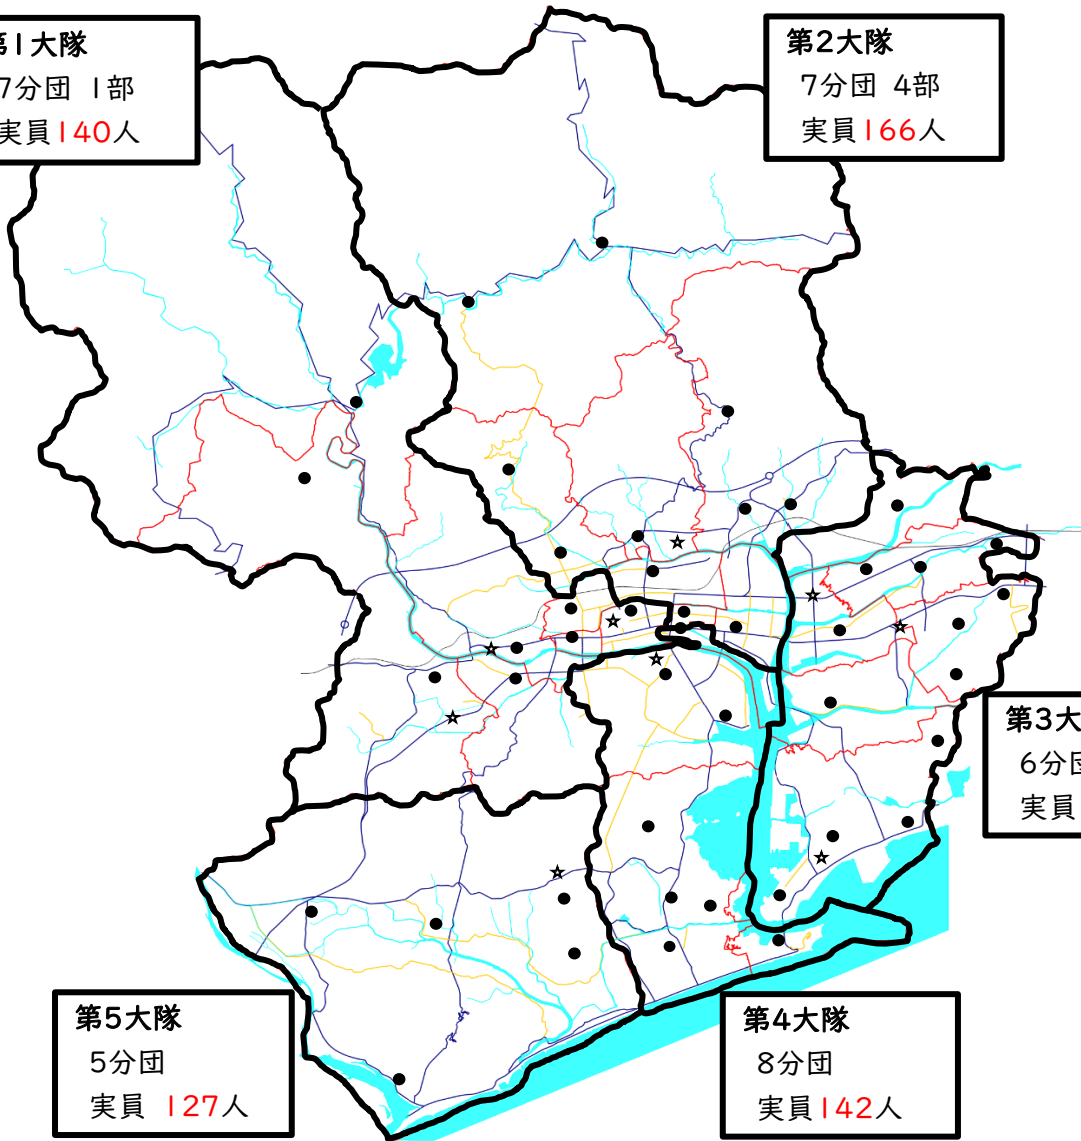 第1大隊
7分団 1部
実員140人
第2大隊
7分団 4部
実員166人
第3大
6分団
実員
第5大隊
5分団
実員 127人
第4大隊
8分団
実員142人